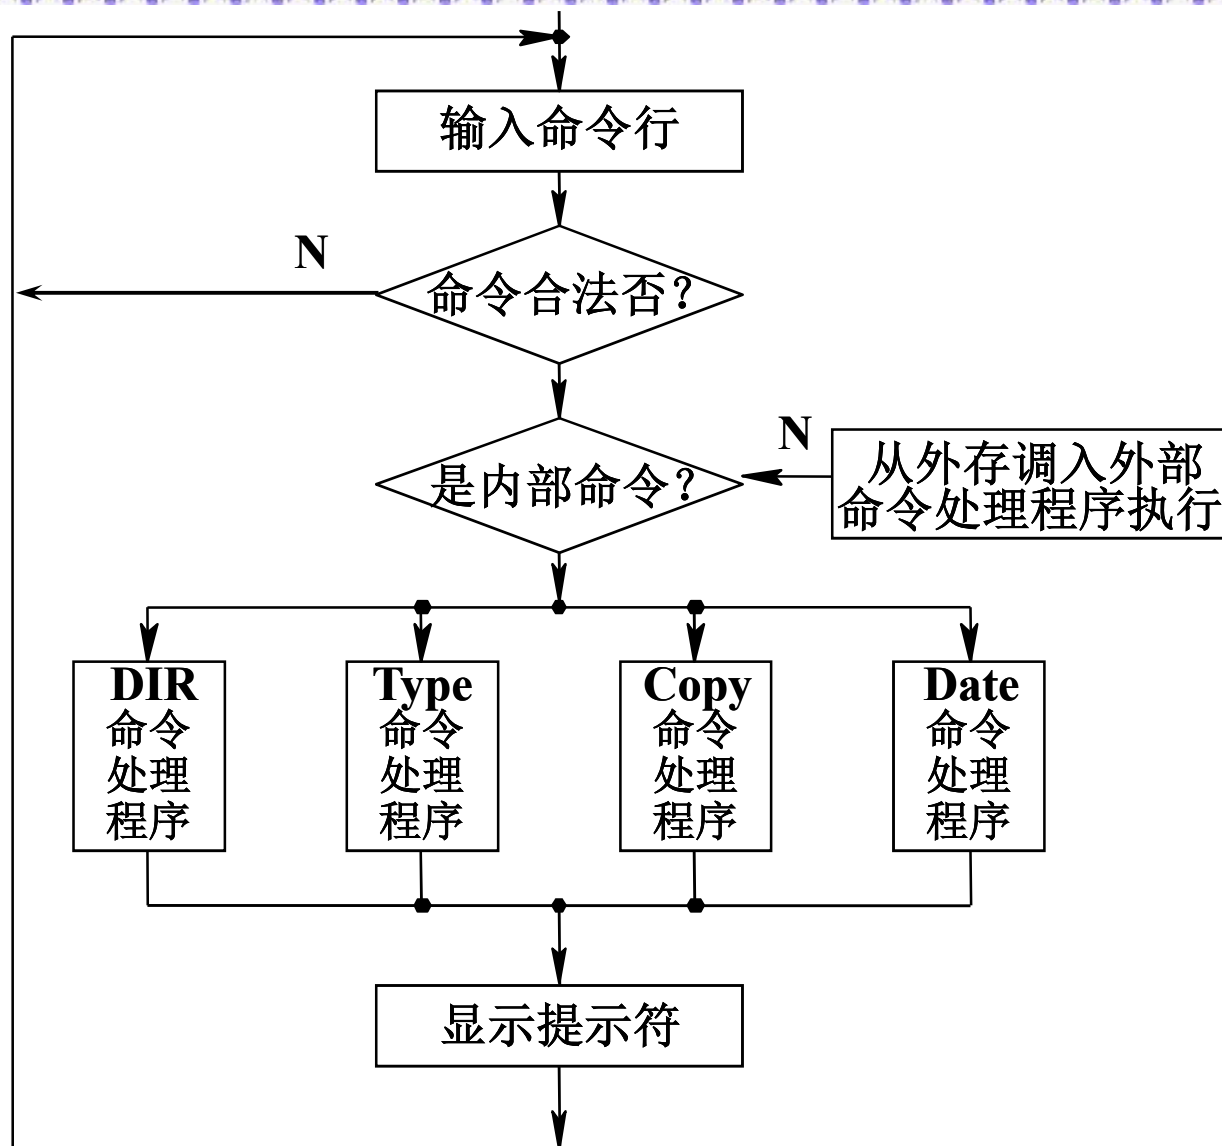 输入命令行
N
命令合法否？
N
是内部命令？
从外存调入外部
命令处理程序执行
DIR
命令
处理
程序
Type
命令
处理
程序
Copy
命令
处理
程序
Date
命令
处理
程序
显示提示符